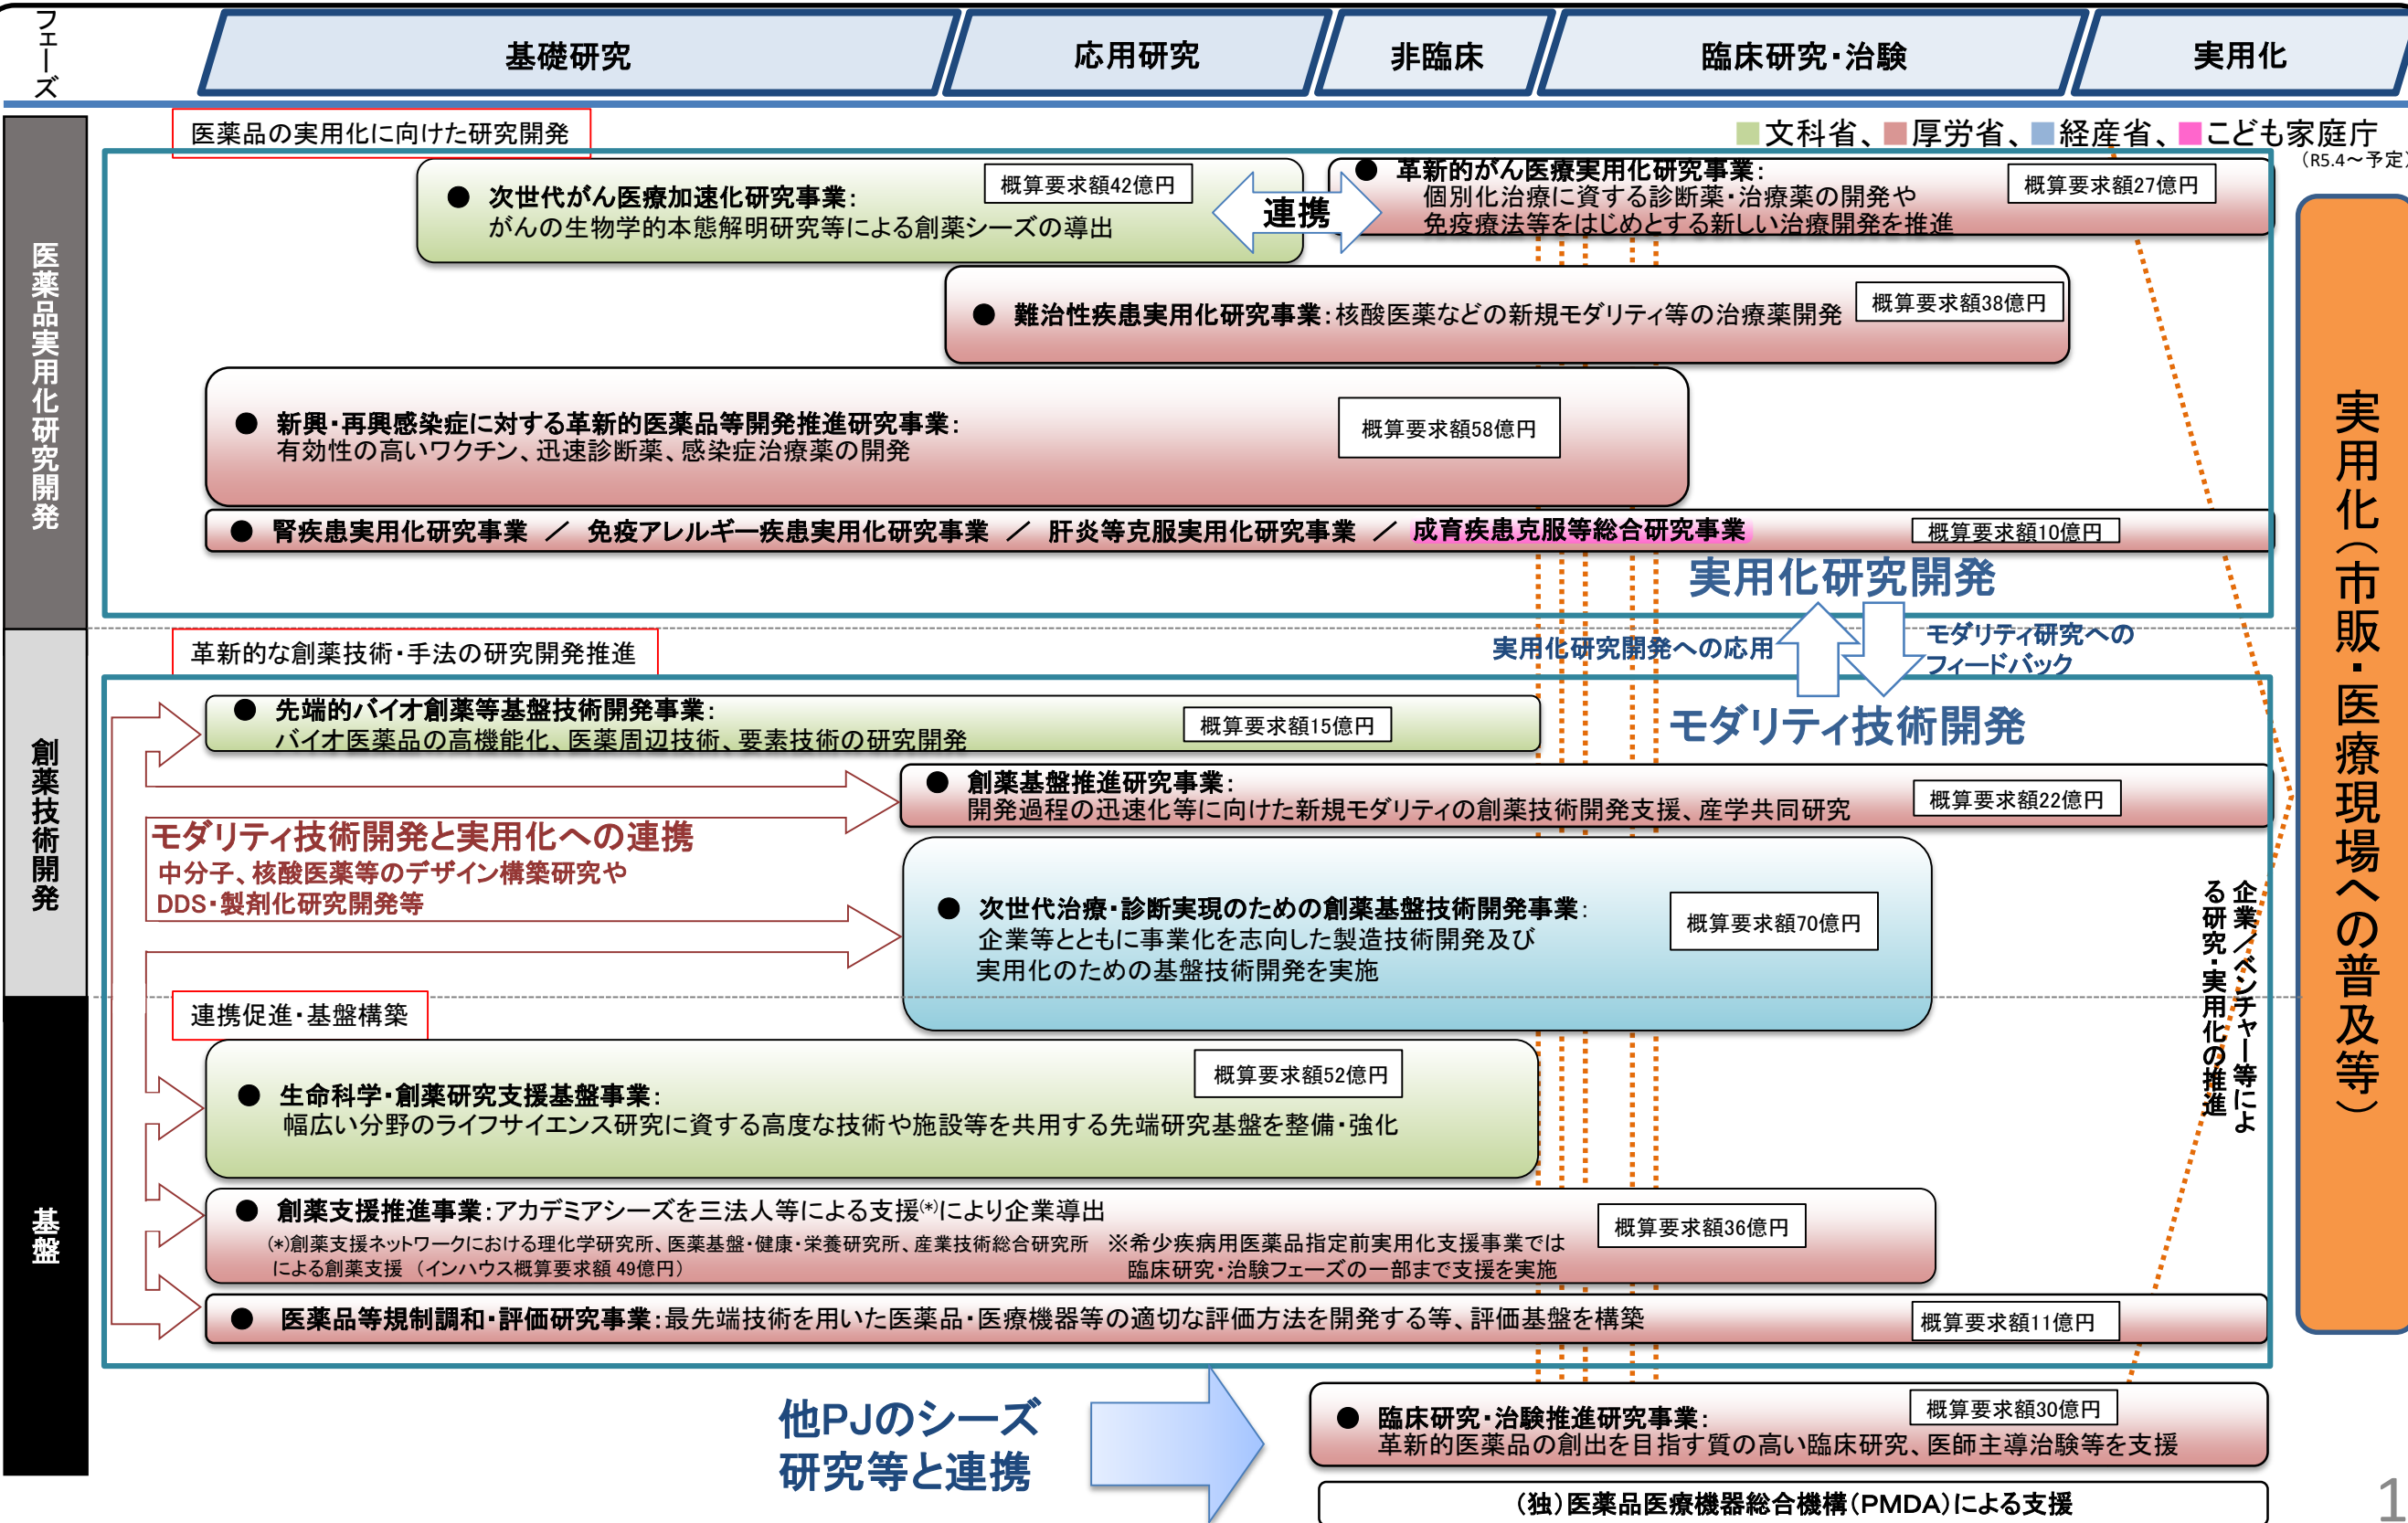 フェーズ
基礎研究
応用研究
非臨床
臨床研究・治験
実用化
医薬品の実用化に向けた研究開発
文科省、厚労省、経産省、こども家庭庁
（R5.4～予定）
医薬品実用化研究開発
● 次世代がん医療加速化研究事業：
がんの生物学的本態解明研究等による創薬シーズの導出
概算要求額42億円
連携
● 革新的がん医療実用化研究事業：
個別化治療に資する診断薬・治療薬の開発や
免疫療法等をはじめとする新しい治療開発を推進
概算要求額27億円
● 難治性疾患実用化研究事業：核酸医薬などの新規モダリティ等の治療薬開発
概算要求額38億円
● 新興・再興感染症に対する革新的医薬品等開発推進研究事業：
有効性の高いワクチン、迅速診断薬、感染症治療薬の開発
概算要求額58億円
● 腎疾患実用化研究事業 ／ 免疫アレルギー疾患実用化研究事業 ／ 肝炎等克服実用化研究事業 ／ 成育疾患克服等総合研究事業
概算要求額10億円
実用化研究開発
実用化研究開発への応用
モダリティ研究への
フィードバック
モダリティ技術開発
革新的な創薬技術・手法の研究開発推進
創薬技術開発
● 先端的バイオ創薬等基盤技術開発事業：
バイオ医薬品の高機能化、医薬周辺技術、要素技術の研究開発
概算要求額15億円
● 創薬基盤推進研究事業：
開発過程の迅速化等に向けた新規モダリティの創薬技術開発支援、産学共同研究
概算要求額22億円
モダリティ技術開発と実用化への連携
中分子、核酸医薬等のデザイン構築研究や
DDS・製剤化研究開発等
● 次世代治療・診断実現のための創薬基盤技術開発事業：
企業等とともに事業化を志向した製造技術開発及び
実用化のための基盤技術開発を実施
概算要求額70億円
企業／ベンチャー等によ
る研究・実用化の推進
実用化（市販・医療現場への普及等）
連携促進・基盤構築
基盤
● 生命科学・創薬研究支援基盤事業：
幅広い分野のライフサイエンス研究に資する高度な技術や施設等を共用する先端研究基盤を整備・強化
概算要求額52億円
● 創薬支援推進事業：アカデミアシーズを三法人等による支援(*)により企業導出
(*)創薬支援ネットワークにおける理化学研究所、医薬基盤・健康・栄養研究所、産業技術総合研究所
による創薬支援 （インハウス概算要求額 49億円）
※希少疾病用医薬品指定前実用化支援事業では
臨床研究・治験フェーズの一部まで支援を実施
概算要求額36億円
● 医薬品等規制調和・評価研究事業：最先端技術を用いた医薬品・医療機器等の適切な評価方法を開発する等、評価基盤を構築
概算要求額11億円
他PJのシーズ
研究等と連携
● 臨床研究・治験推進研究事業：
革新的医薬品の創出を目指す質の高い臨床研究、医師主導治験等を支援
概算要求額30億円
（独）医薬品医療機器総合機構（PMDA）による支援
1